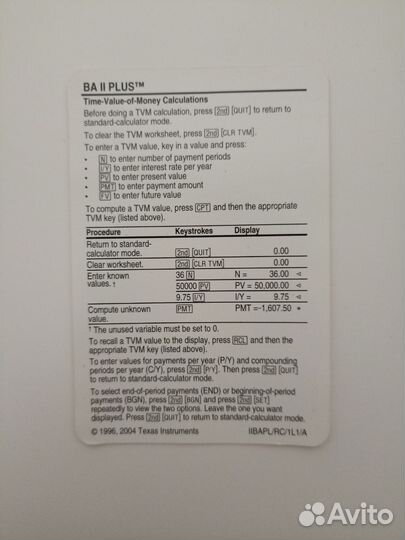 BA II PLUS™
Time-Value-of-Money Calculations
Before doing a TVM calculation, press [2nd] [QUIT] to return to
standard-calculator mode.
To clear the TVM worksheet, press [2nd] [CLR TVM].
To enter a TVM value, key in a value and press:
• [N] to enter number of payment periods
• [I/Y] to enter interest rate per year
• [PV] to enter present value
• [PMT] to enter payment amount
• [FV] to enter future value
To compute a TVM value, press [CPT] and then the appropriate
TVM key (listed above).
Procedure Keystrokes Display
Return to standard-
calculator mode. [2nd] [QUIT] 0.00
Clear worksheet. [2nd] [CLR TVM] 0.00
Enter known 36 [N] N = 36.00 ◁
values. † 50000 [PV] PV = 50,000.00 ◁
9.75 [I/Y] I/Y = 9.75 ◁
Compute unknown [PMT] PMT =-1,607.50 *
value.
† The unused variable must be set to 0.
To recall a TVM value to the display, press [RCL] and then the
appropriate TVM key (listed above).
To enter values for payments per year (P/Y) and compounding
periods per year (C/Y), press [2nd] [P/Y]. Then press [2nd] [QUIT]
to return to standard-calculator mode.
To select end-of-period payments (END) or beginning-of-period
payments (BGN), press [2nd] [BGN] and press [2nd] [SET]
repeatedly to view the two options. Leave the one you want
displayed. Press [2nd] [QUIT] to return to standard-calculator mode.
© 1996, 2004 Texas Instruments IIBAPL/RC/1L1/A
Avito